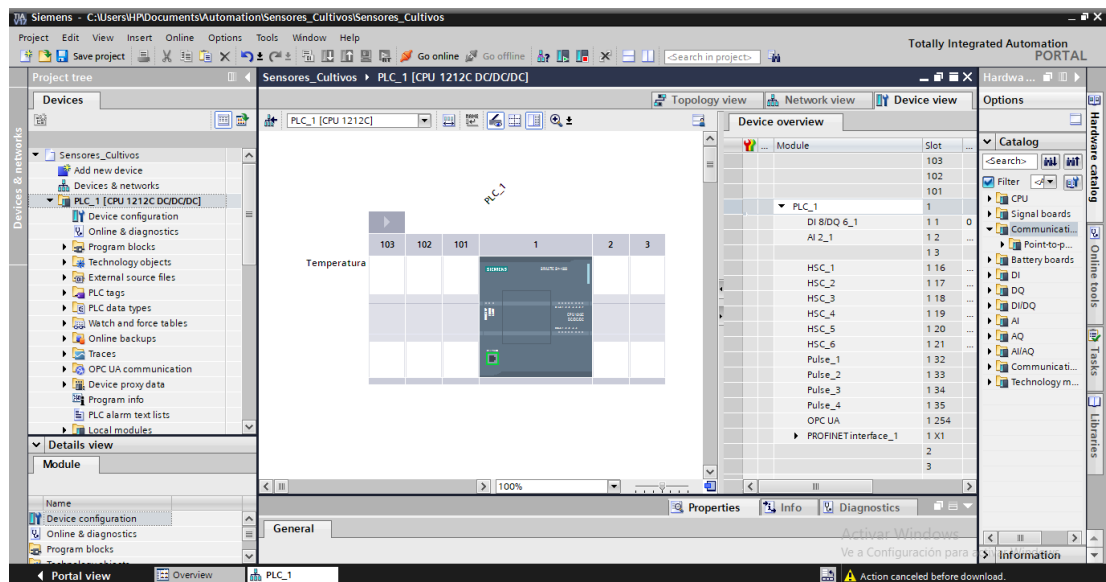 Siemens - C:\Users\HP\Documents\Automation\Sensores_Cultivos\Sensores_Cultivos
Project Edit View Insert Online Options Tools Window Help
Totally Integrated Automation
PORTAL
Save project
Go online
Go offline
<Search in project>
Project tree
Devices
Sensores_Cultivos
Add new device
Devices & networks
PLC_1 [CPU 1212C DC/DC/DC]
Device configuration
Online & diagnostics
Program blocks
Technology objects
External source files
PLC tags
PLC data types
Watch and force tables
Online backups
Traces
OPC UA communication
Device proxy data
Program info
PLC alarm text lists
Local modules
Details view
Module
Name
Device configuration
Online & diagnostics
Program blocks
Devices & networks
Sensores_Cultivos PLC_1 [CPU 1212C DC/DC/DC]
Topology view Network view Device view
PLC_1 [CPU 1212C]
PLC_1
103 102 101 1 2 3
Temperatura
SIEMENS
100%
Device overview
... Module Slot ...
103
102
101
PLC_1 1
DI 8/DQ 6_1 1 1 0
AI 2_1 1 2 ...
1 3
HSC_1 1 16 ...
HSC_2 1 17 ...
HSC_3 1 18 ...
HSC_4 1 19 ...
HSC_5 1 20 ...
HSC_6 1 21 ...
Pulse_1 1 32
Pulse_2 1 33
Pulse_3 1 34
Pulse_4 1 35
OPC UA 1 254
PROFINET interface_1 1 X1
2
3
Properties Info Diagnostics
General
Activar Windows
Ve a Configuración para
Hardwa...
Options
Catalog
<Search>
Filter
CPU
Signal boards
Communicati...
Point-to-p...
Battery boards
DI
DQ
DI/DQ
AI
AQ
AI/AQ
Communicati...
Technology m...
Information
Hardware catalog
Online tools
Tasks
Libraries
Portal view
Overview
PLC_1
Action canceled before download.